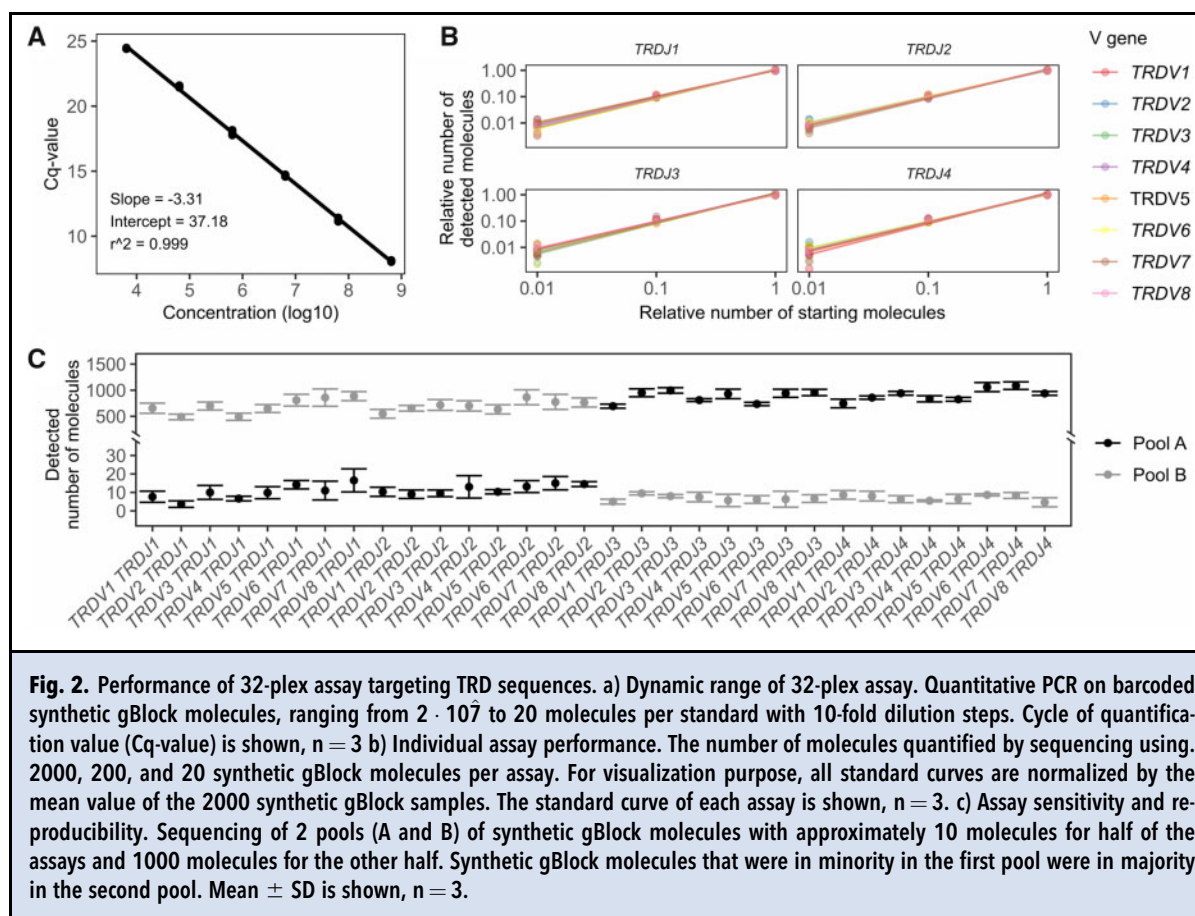 A
25
20
15
10
Cq-value
Slope = -3.31
Intercept = 37.18
r^2 = 0.999
4 5 6 7 8 9
Concentration (log10)
B
TRDJ1
TRDJ2
1.00
0.10
0.01
TRDJ3
TRDJ4
1.00
0.10
0.01
Relative number of
detected molecules
0.01 0.1 1 0.01 0.1 1
Relative number of starting molecules
V gene
TRDV1
TRDV2
TRDV3
TRDV4
TRDV5
TRDV6
TRDV7
TRDV8
C
1500
1000
500
30
20
10
0
Detected
number of molecules
TRDV1 TRDJ1
TRDV2 TRDJ1
TRDV3 TRDJ1
TRDV4 TRDJ1
TRDV5 TRDJ1
TRDV6 TRDJ1
TRDV7 TRDJ1
TRDV8 TRDJ1
TRDV1 TRDJ2
TRDV2 TRDJ2
TRDV3 TRDJ2
TRDV4 TRDJ2
TRDV5 TRDJ2
TRDV6 TRDJ2
TRDV7 TRDJ2
TRDV8 TRDJ2
TRDV1 TRDJ3
TRDV2 TRDJ3
TRDV3 TRDJ3
TRDV4 TRDJ3
TRDV5 TRDJ3
TRDV6 TRDJ3
TRDV7 TRDJ3
TRDV8 TRDJ3
TRDV1 TRDJ4
TRDV2 TRDJ4
TRDV3 TRDJ4
TRDV4 TRDJ4
TRDV5 TRDJ4
TRDV6 TRDJ4
TRDV7 TRDJ4
TRDV8 TRDJ4
Pool A
Pool B
Fig. 2. Performance of 32-plex assay targeting TRD sequences. a) Dynamic range of 32-plex assay. Quantitative PCR on barcoded
synthetic gBlock molecules, ranging from 2 · 10^7 to 20 molecules per standard with 10-fold dilution steps. Cycle of quantifica-
tion value (Cq-value) is shown, n = 3 b) Individual assay performance. The number of molecules quantified by sequencing using.
2000, 200, and 20 synthetic gBlock molecules per assay. For visualization purpose, all standard curves are normalized by the
mean value of the 2000 synthetic gBlock samples. The standard curve of each assay is shown, n = 3. c) Assay sensitivity and re-
producibility. Sequencing of 2 pools (A and B) of synthetic gBlock molecules with approximately 10 molecules for half of the
assays and 1000 molecules for the other half. Synthetic gBlock molecules that were in minority in the first pool were in majority
in the second pool. Mean ± SD is shown, n = 3.